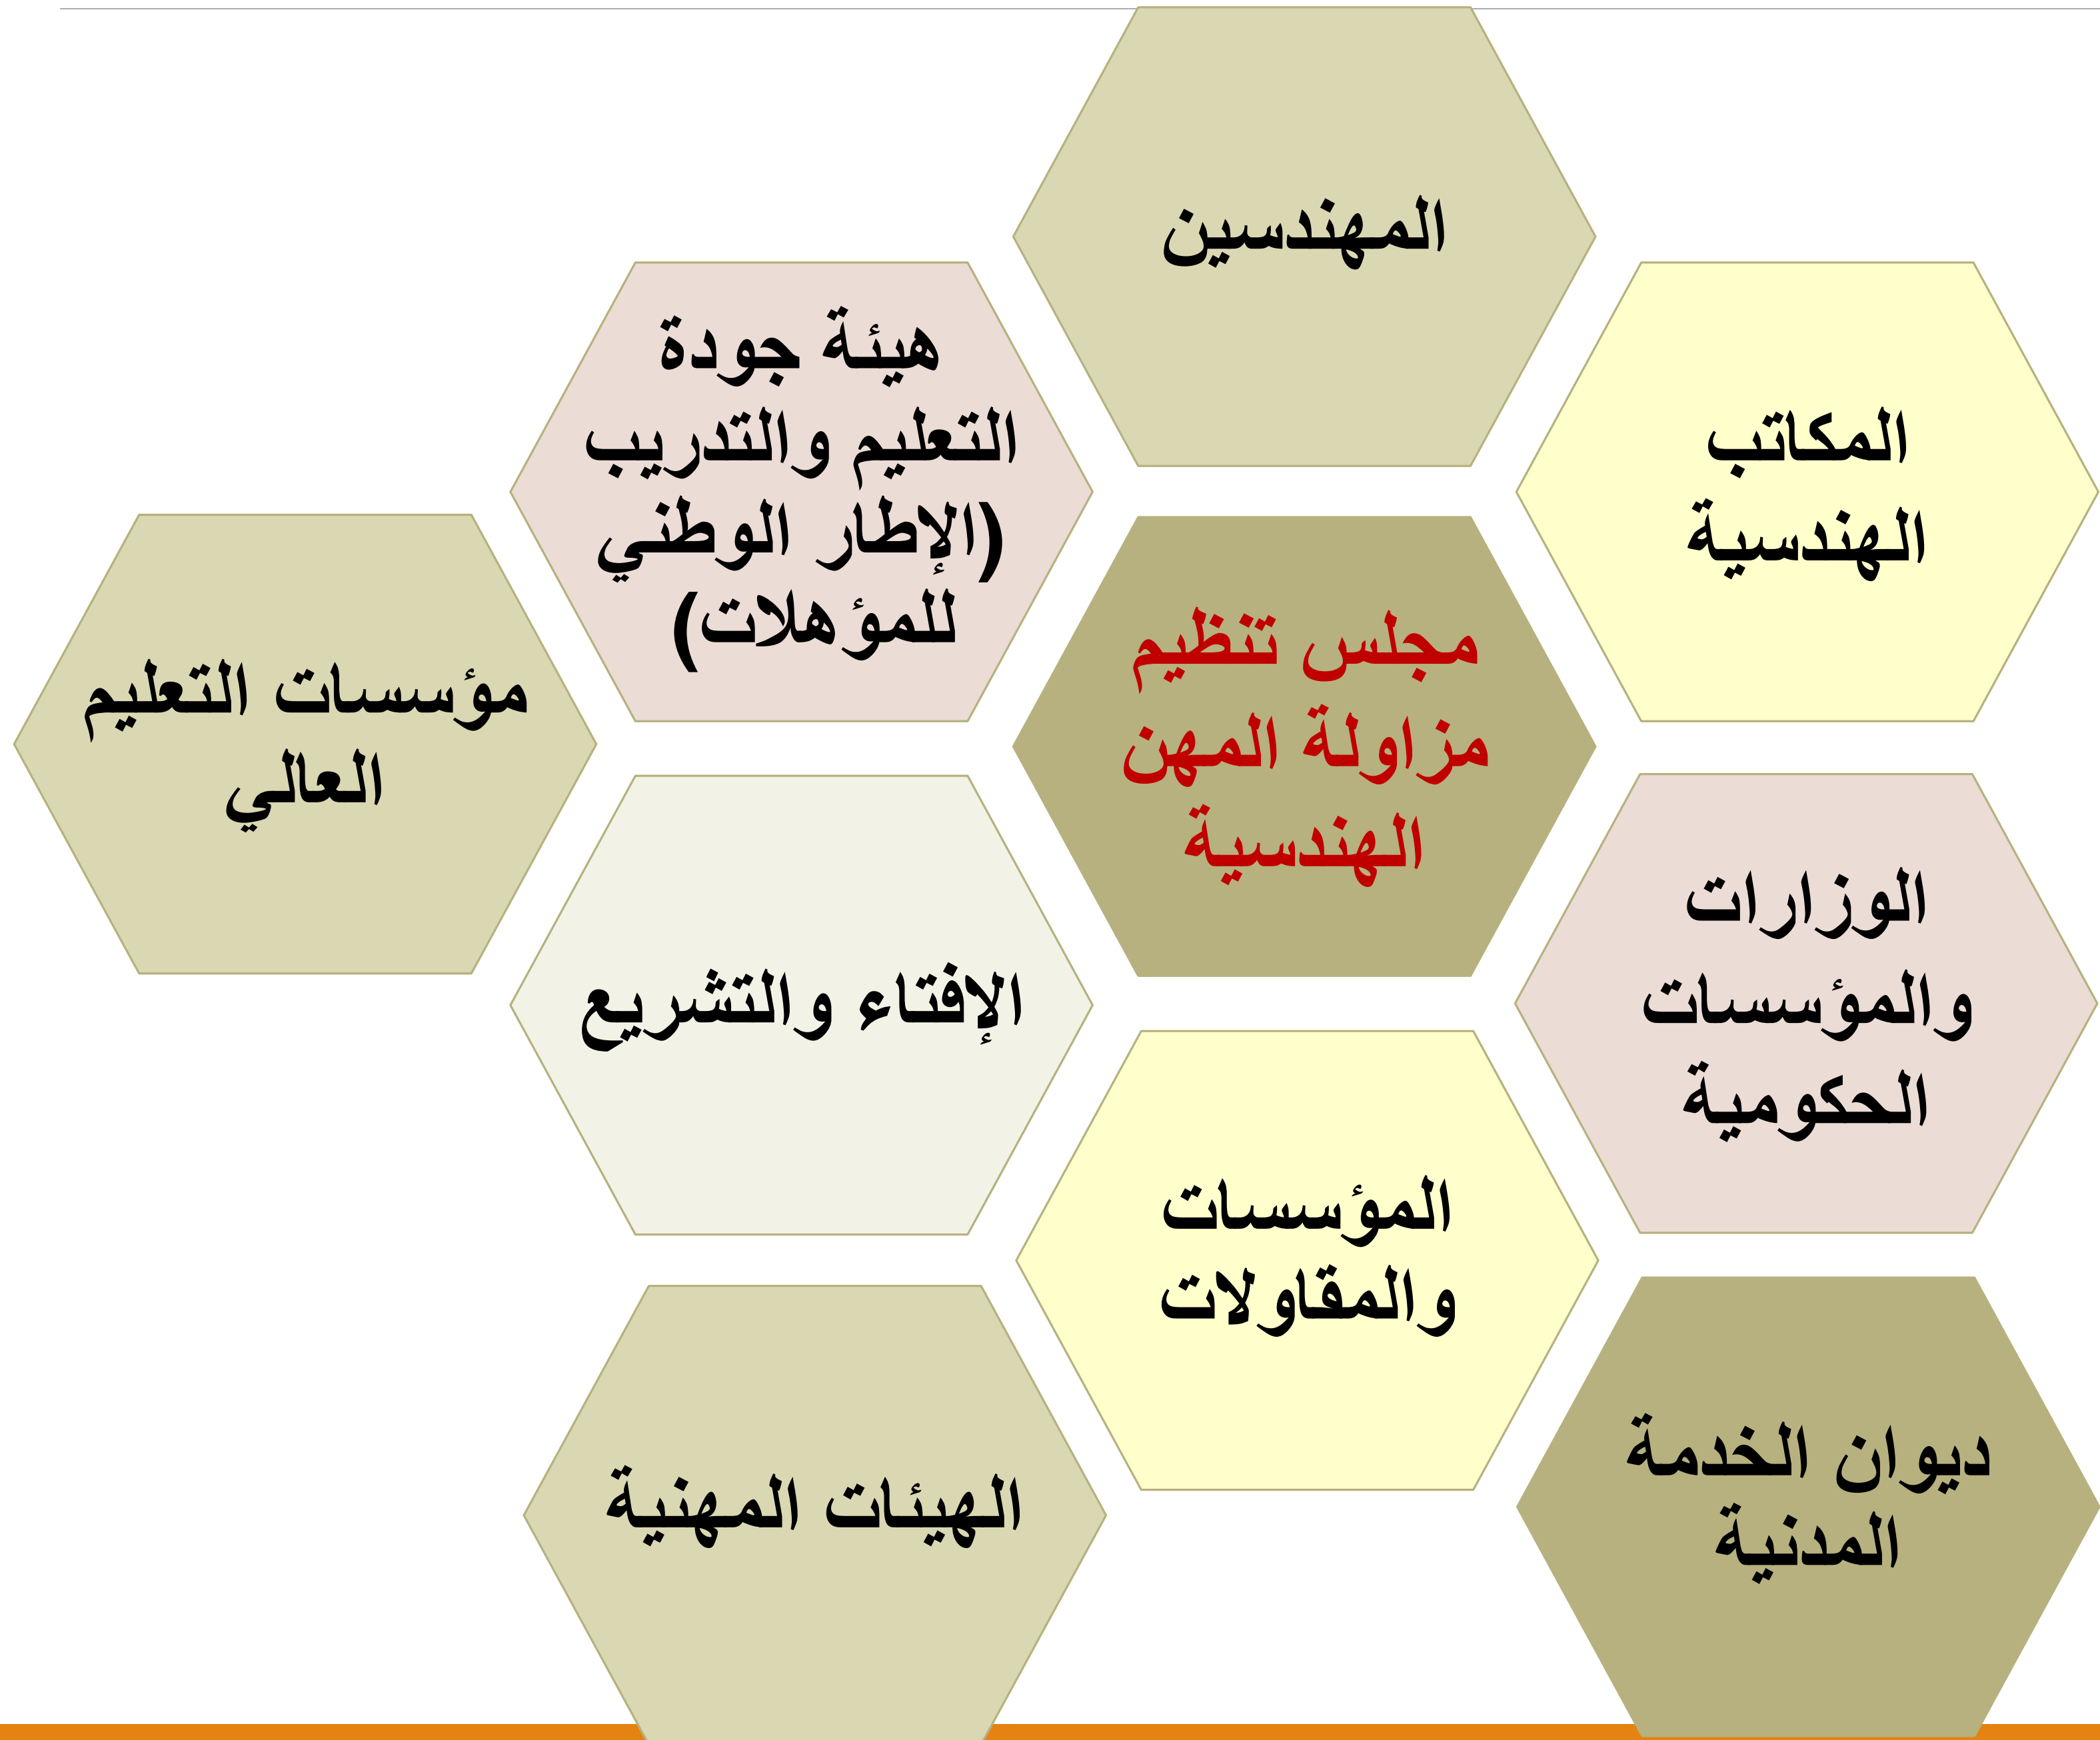 المهندسين
المكاتب
الهندسية
هيئة جودة
التعليم والتدريب
(الإطار الوطني
للمؤهلات)
مجلس تنظيم
مزاولة المهن
الهندسية
مؤسسات التعليم
العالي
الوزارات
والمؤسسات
الحكومية
الإفتاء والتشريع
المؤسسات
والمقاولات
ديوان الخدمة
المدنية
الهيئات المهنية